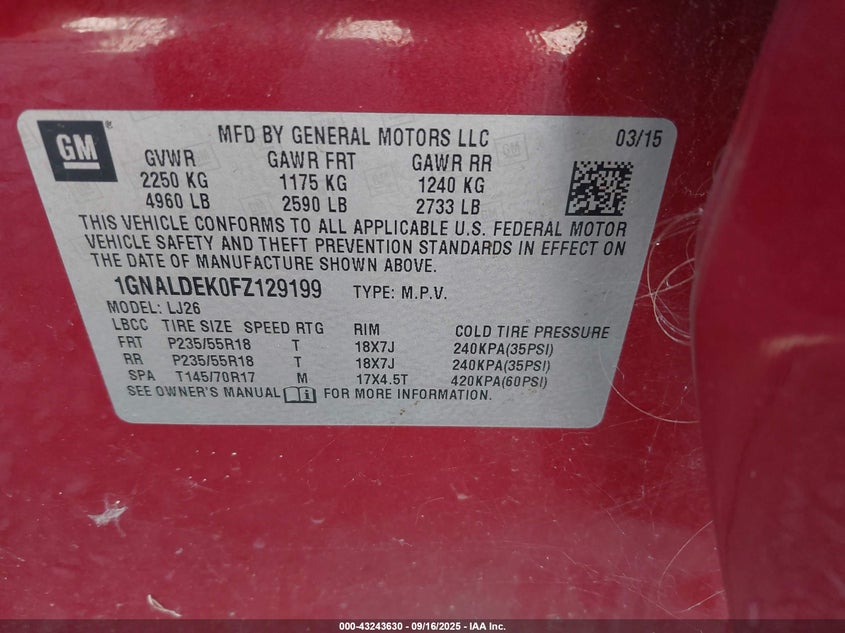 GM ® MFD BY GENERAL MOTORS LLC 03/15
GVWR GAWR FRT GAWR RR
2250 KG 1175 KG 1240 KG
4960 LB 2590 LB 2733 LB
THIS VEHICLE CONFORMS TO ALL APPLICABLE U.S. FEDERAL MOTOR
VEHICLE SAFETY AND THEFT PREVENTION STANDARDS IN EFFECT ON
THE DATE OF MANUFACTURE SHOWN ABOVE.
1GNALDEK0FZ129199 TYPE: M.P.V.
MODEL: LJ26
LBCC TIRE SIZE SPEED RTG RIM COLD TIRE PRESSURE
FRT P235/55R18 T 18X7J 240KPA(35PSI)
RR P235/55R18 T 18X7J 240KPA(35PSI)
SPA T145/70R17 M 17X4.5T 420KPA(60PSI)
SEE OWNER'S MANUAL FOR MORE INFORMATION.
000-43243630 - 09/16/2025 - IAA Inc.